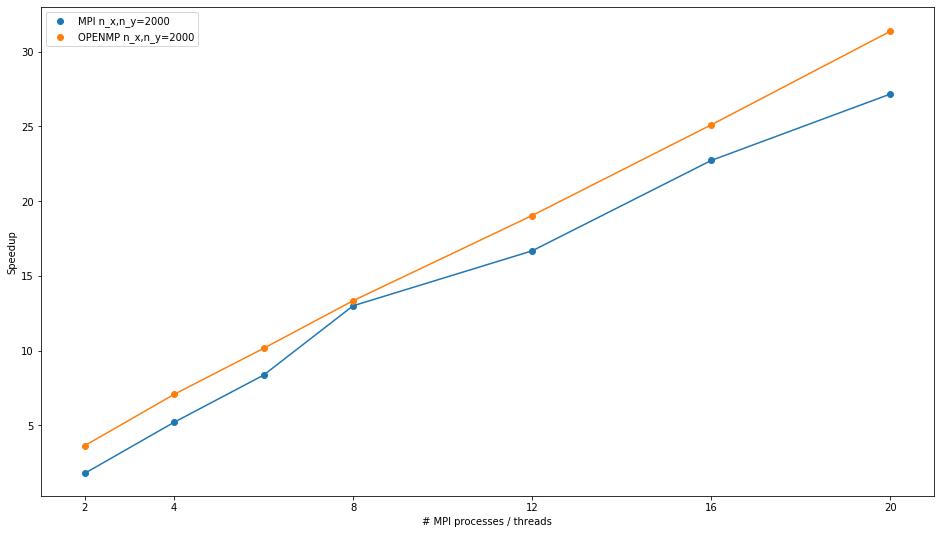 MPI n_x,n_y=2000
OPENMP n_x,n_y=2000
30
25
20
15
10
5
Speedup
2 4 8 12 16 20
# MPI processes / threads